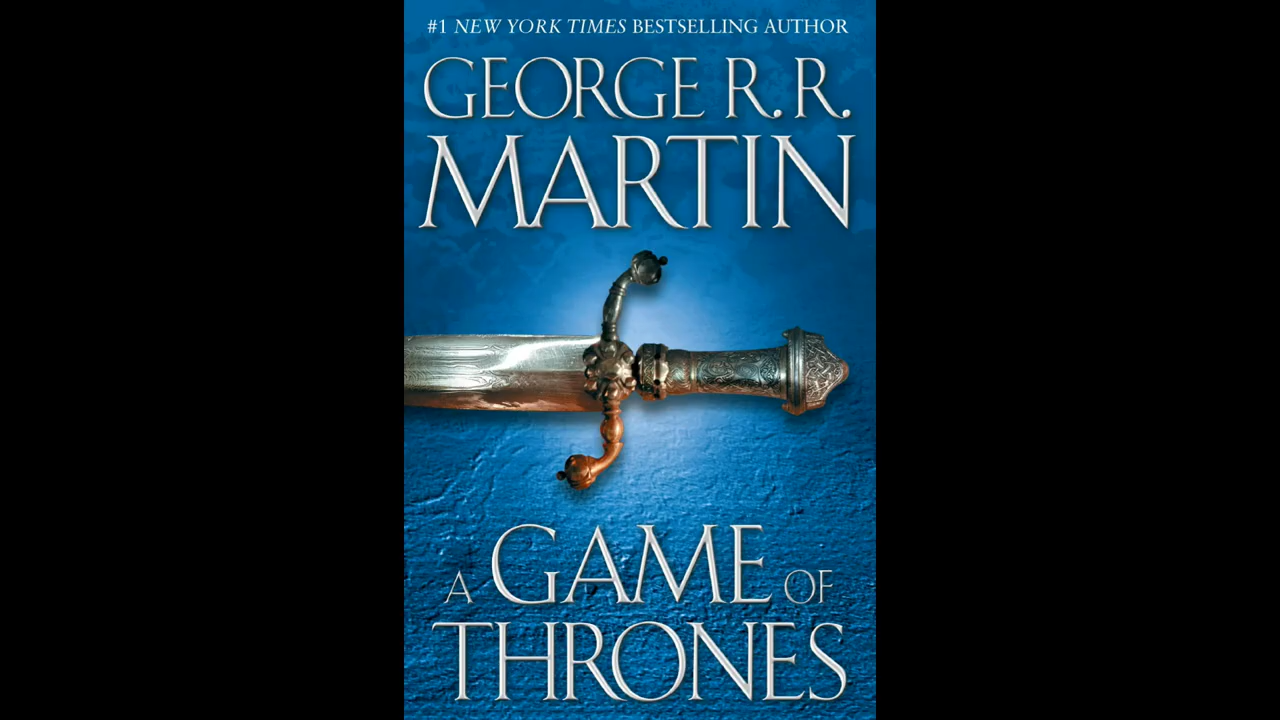 #1 NEW YORK TIMES BESTSELLING AUTHOR
GEORGE R. R.
MARTIN
A GAME OF
THRONES